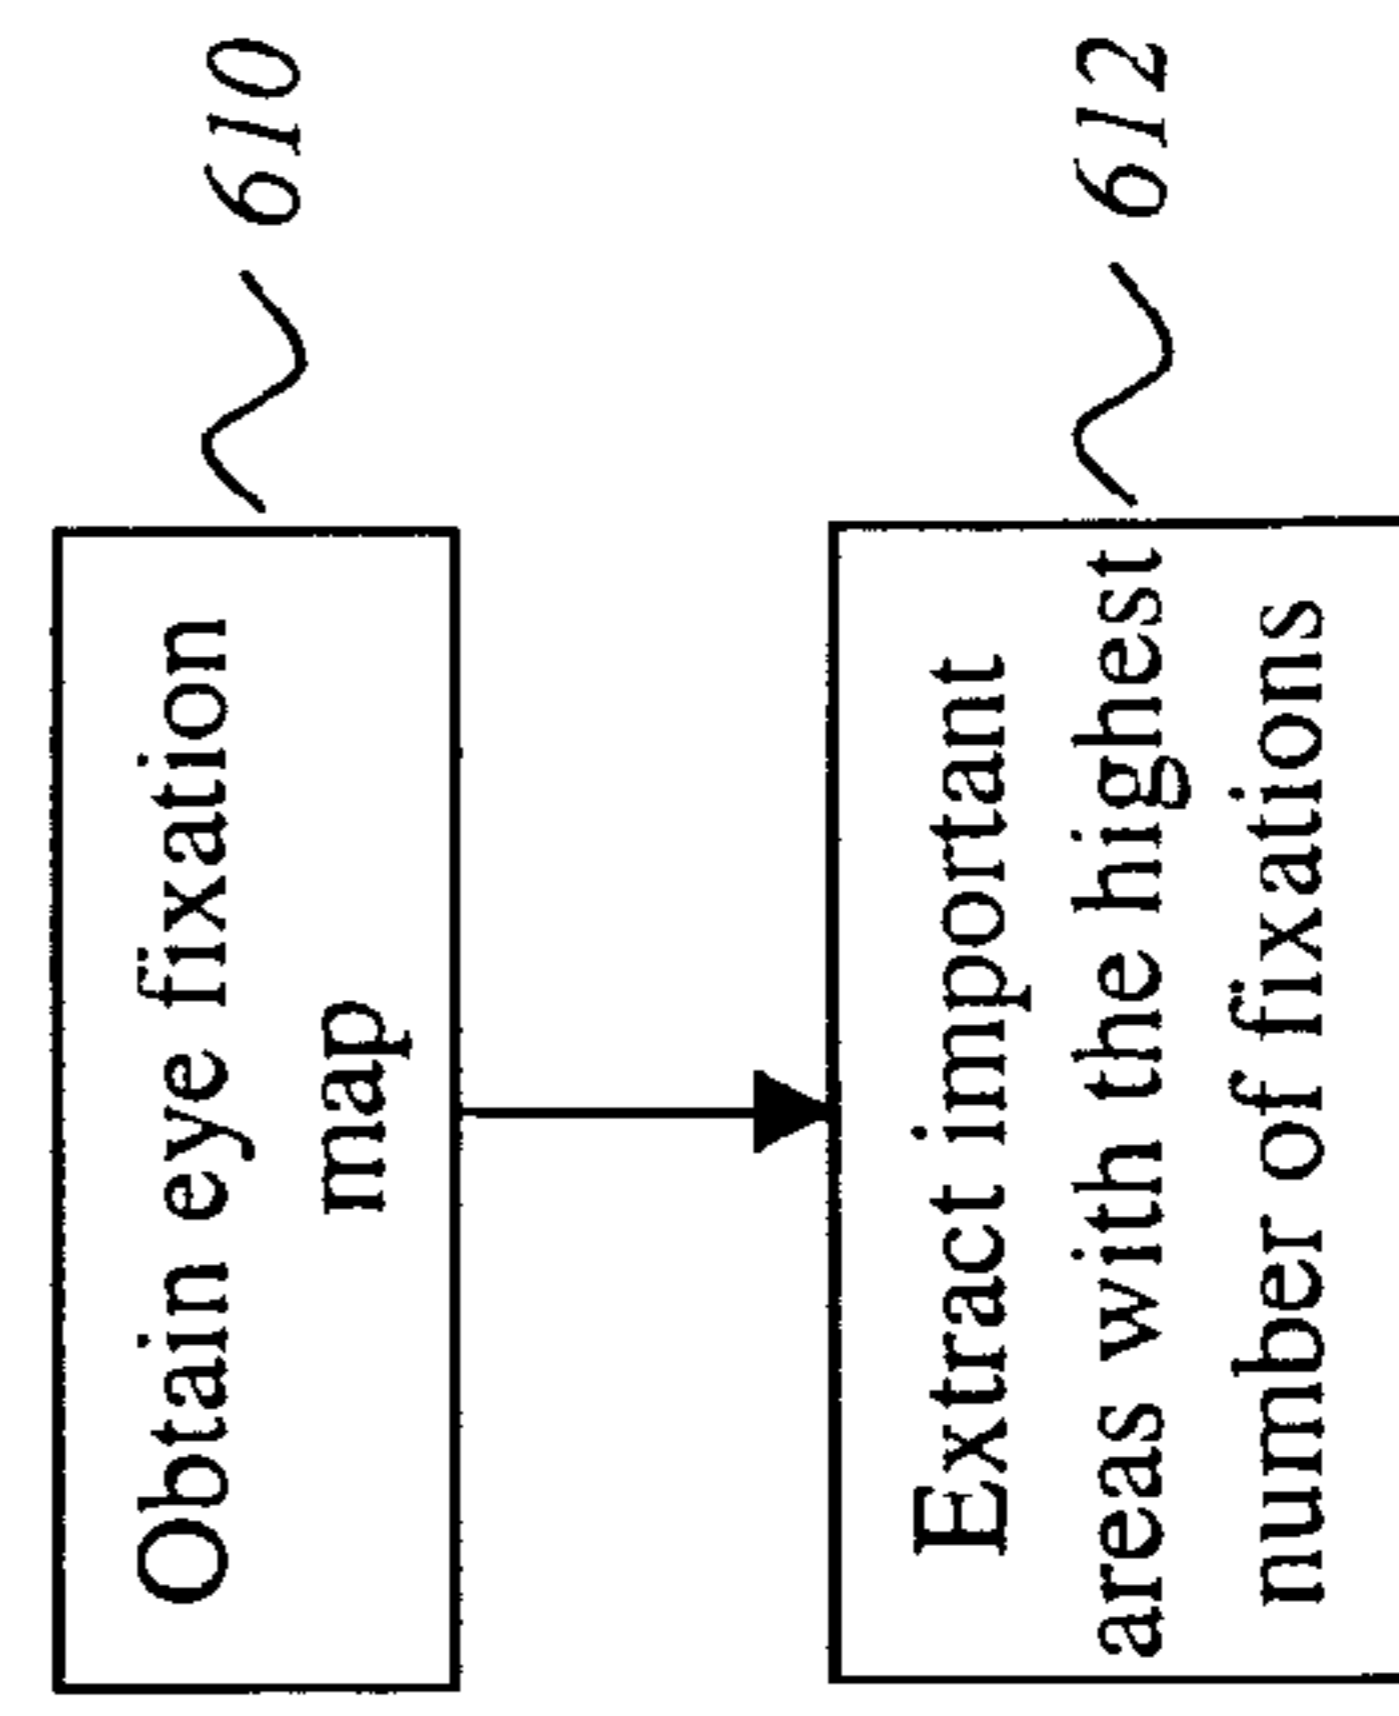 Obtain eye fixation
map
610
Extract important
areas with the highest
number of fixations
612